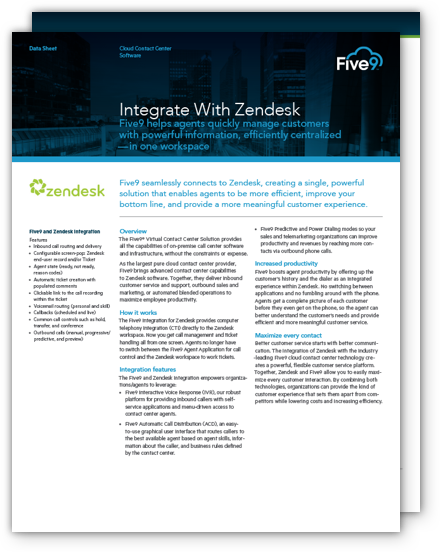 Data Sheet
Cloud Contact Center
Software
Five9
Integrate With Zendesk
Five9 helps agents quickly manage customers
with powerful information, efficiently centralized
—in one workspace
zendesk
Five9 seamlessly connects to Zendesk, creating a single, powerful
solution that enables agents to be more efficient, improve your
bottom line, and provide a more meaningful customer experience.
Five9 and Zendesk Integration
Features
• Inbound call routing and delivery
• Configurable screen-pop: Zendesk
end-user record and/or Ticket
• Agent state (ready, not ready,
reason codes)
• Automatic ticket creation with
populated comments
• Clickable link to the call recording
within the ticket
• Voicemail routing (personal and skill)
• Callbacks (scheduled and live)
• Common call controls such as hold,
transfer, and conference
• Outbound calls (manual, progressive/
predictive, and preview)
Overview
The Five9® Virtual Contact Center Solution provides
all the capabilities of on-premise call center software
and infrastructure, without the constraints or expense.
As the largest pure cloud contact center provider,
Five9 brings advanced contact center capabilities
to Zendesk software. Together, they deliver inbound
customer service and support, outbound sales and
marketing, or automated blended operations to
maximize employee productivity.
How it works
The Five9 integration for Zendesk provides computer
telephony integration (CTI) directly to the Zendesk
workspace. Now you get call management and ticket
handling all from one screen. Agents no longer have
to switch between the Five9 Agent Application for call
control and the Zendesk workspace to work tickets.
Integration features
The Five9 and Zendesk integration empowers organiza-
tions/agents to leverage:
• Five9 Interactive Voice Response (IVR), our robust
platform for providing inbound callers with self-
service applications and menu-driven access to
contact center agents.
• Five9 Automatic Call Distribution (ACD), an easy-
to-use graphical user interface that routes callers to
the best available agent based on agent skills, infor-
mation about the caller, and business rules defined
by the contact center.
• Five9 Predictive and Power Dialing modes so your
sales and telemarketing organizations can improve
productivity and revenues by reaching more con-
tacts via outbound phone calls.
Increased productivity
Five9 boosts agent productivity by offering up the
customer's history and the dialer as an integrated
experience within Zendesk. No switching between
applications and no fumbling around with the phone.
Agents get a complete picture of each customer
before they even get on the phone, so the agent can
better understand the customer's needs and provide
efficient and more meaningful customer service.
Maximize every contact
Better customer service starts with better communi-
cation. The integration of Zendesk with the industry
-leading Five9 cloud contact center technology cre-
ates a powerful, flexible customer service platform.
Together, Zendesk and Five9 allow you to easily maxi-
mize every customer interaction. By combining both
technologies, organizations can provide the kind of
customer experience that sets them apart from com-
petitors while lowering costs and increasing efficiency.